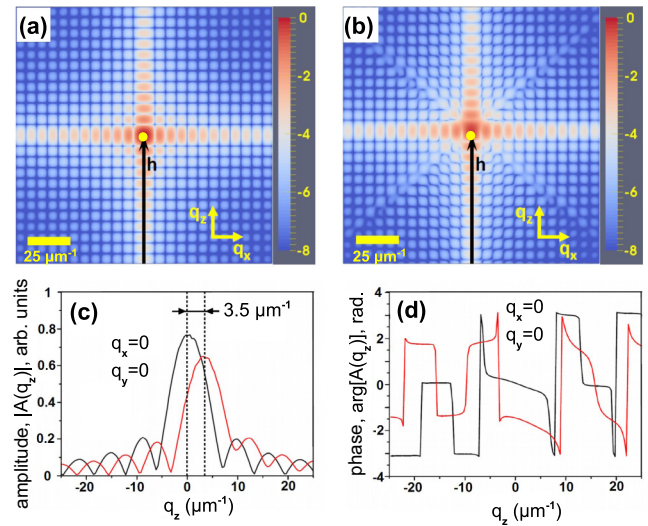 (a)
0
-2
-4
-6
-8
h
qz
qx
25 µm⁻¹
(b)
0
-2
-4
-6
-8
h
qz
qx
25 µm⁻¹
(c)
3.5 µm⁻¹
qx=0
qy=0
amplitude, |A(qz)|, arb. units
1
0.8
0.6
0.4
0.2
0
-20
-10
0
10
20
qz (µm⁻¹)
(d)
qx=0
qy=0
phase, arg[A(qz)], rad.
4
3
2
0
-2
-4
-20
-10
0
10
20
qz (µm⁻¹)